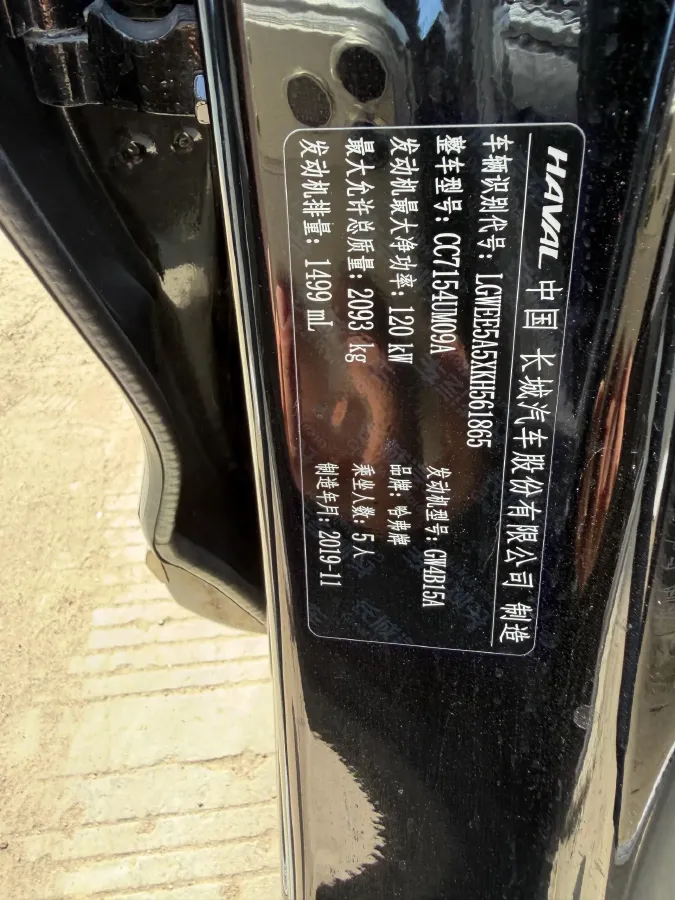 HAVAL 中国 长城汽车股份有限公司 制造
车辆识别代号：LGWEE5A5XKH561865
整车型号：CC7154UM09A 发动机型号：GW4B15A
发动机最大净功率：120 kW 品牌：哈弗牌
最大允许总质量：2093 kg 乘坐人数：5 人
发动机排量：1499 mL 制造年月：2019-11